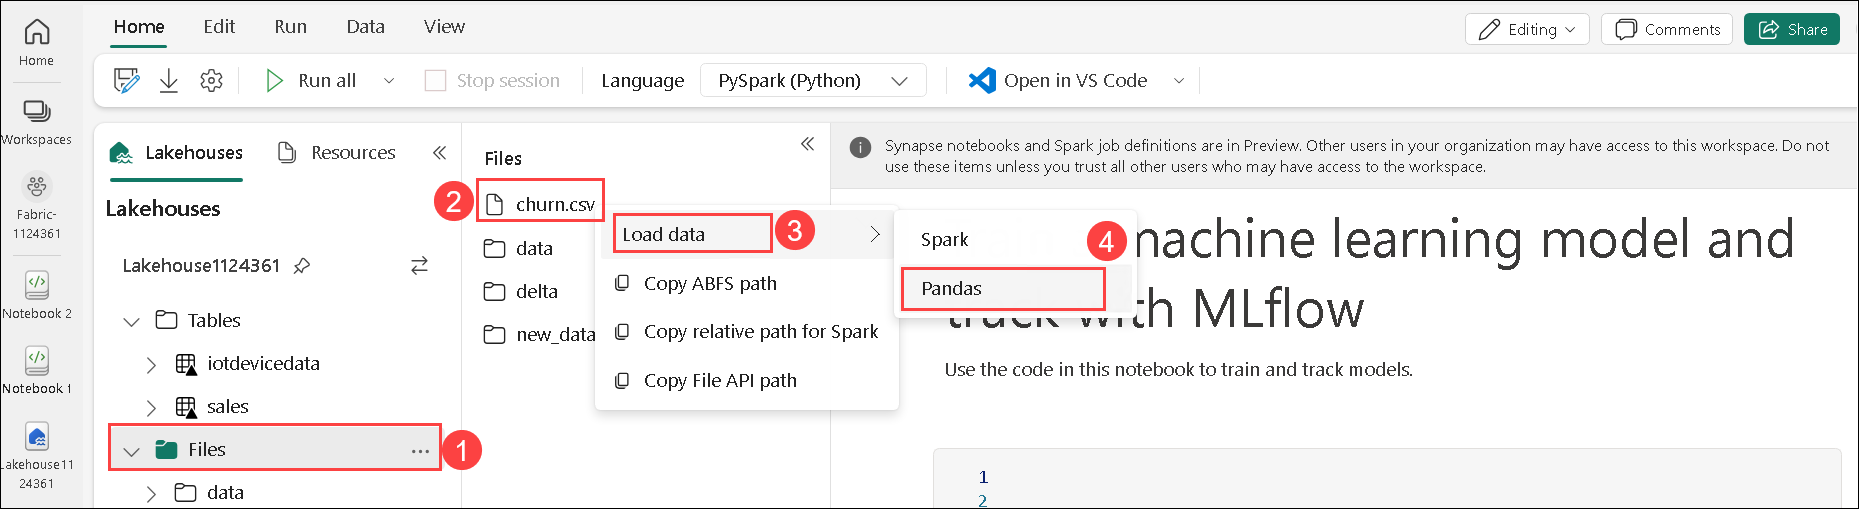 Home
Edit
Run
Data
View
Editing
Comments
Share
Home
Workspaces
Fabric-
1124361
Notebook 2
Notebook 1
Lakehouse11
24361
Run all
Stop session
Language
PySpark (Python)
Open in VS Code
Lakehouses
Resources
Lakehouses
Lakehouse1124361
Tables
iotdevicedata
sales
Files
1
data
Files
2
churn.csv
data
delta
new_data
Load data
3
Copy ABFS path
Copy relative path for Spark
Copy File API path
Spark
4
Pandas
Synapse notebooks and Spark job definitions are in Preview. Other users in your organization may have access to this workspace. Do not
use these items unless you trust all other users who may have access to the workspace.
machine learning model and
track with MLflow
Use the code in this notebook to train and track models.
1
2